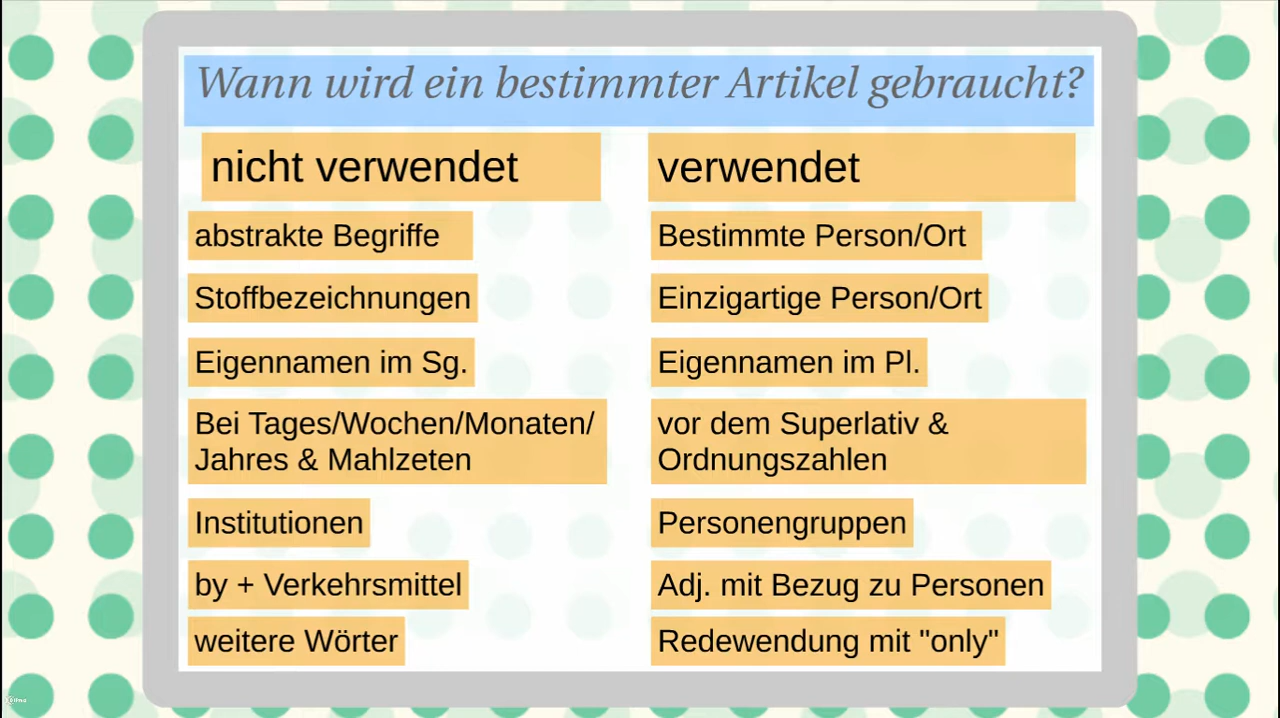 Wann wird ein bestimmter Artikel gebraucht?
nicht verwendet
verwendet
abstrakte Begriffe
Bestimmte Person/Ort
Stoffbezeichnungen
Einzigartige Person/Ort
Eigennamen im Sg.
Eigennamen im Pl.
Bei Tages/Wochen/Monaten/
Jahres & Mahlzeten
vor dem Superlativ &
Ordnungszahlen
Institutionen
Personengruppen
by + Verkehrsmittel
Adj. mit Bezug zu Personen
weitere Wörter
Redewendung mit "only"